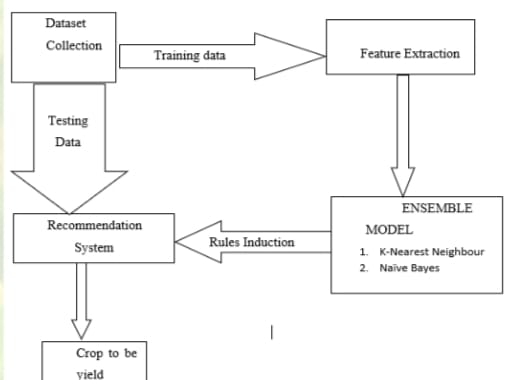 Dataset
Collection
Training data
Feature Extraction
Testing
Data
ENSEMBLE
MODEL
1. K-Nearest Neighbour
2. Naïve Bayes
Rules Induction
Recommendation
System
Crop to be
yield